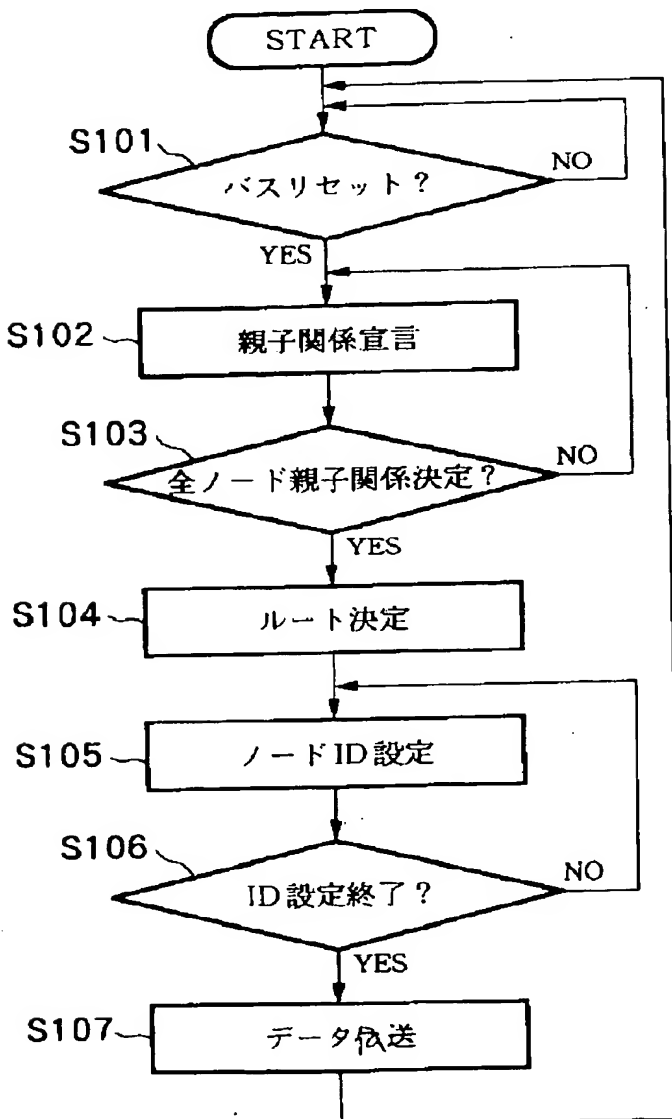 START
S101
バスリセット？
NO
YES
S102
親子関係宣言
S103
全ノード親子関係決定？
NO
YES
S104
ルート決定
S105
ノードID設定
S106
ID設定終了？
NO
YES
S107
データ伝送